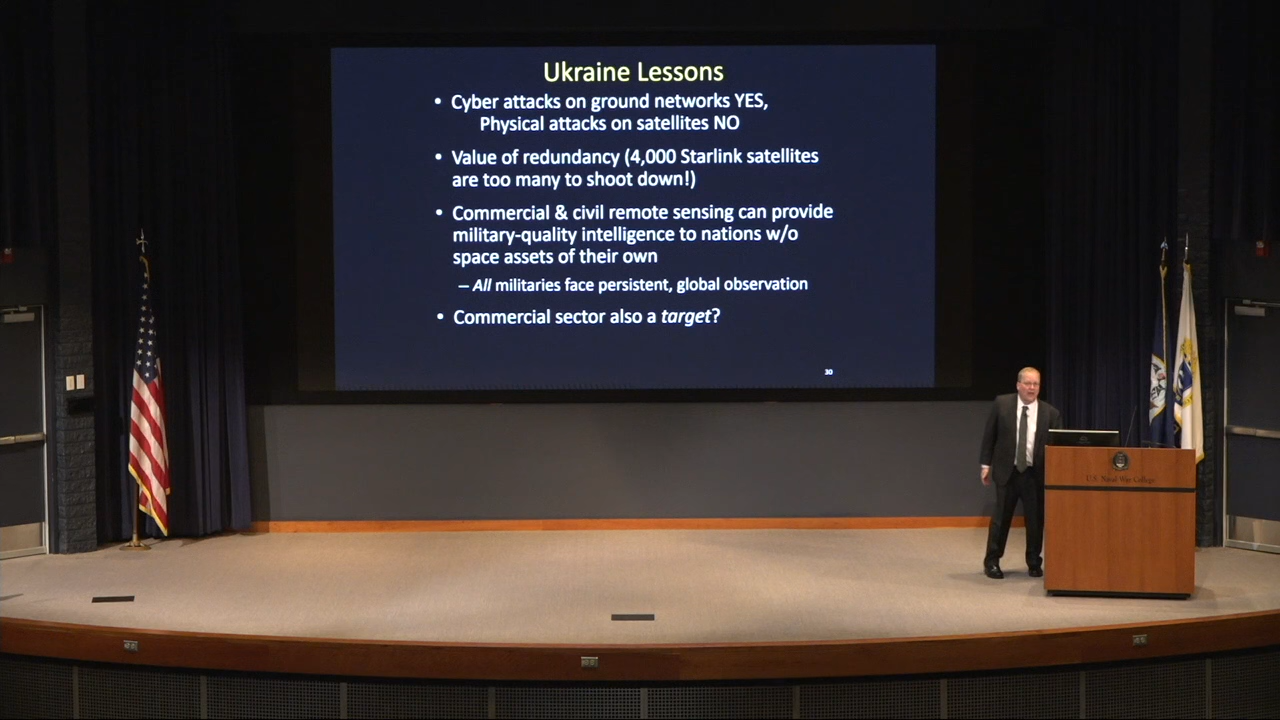 Ukraine Lessons
• Cyber attacks on ground networks YES,
Physical attacks on satellites NO
• Value of redundancy (4,000 Starlink satellites
are too many to shoot down!)
• Commercial & civil remote sensing can provide
military-quality intelligence to nations w/o
space assets of their own
– All militaries face persistent, global observation
• Commercial sector also a target?
30
U.S. Naval War College